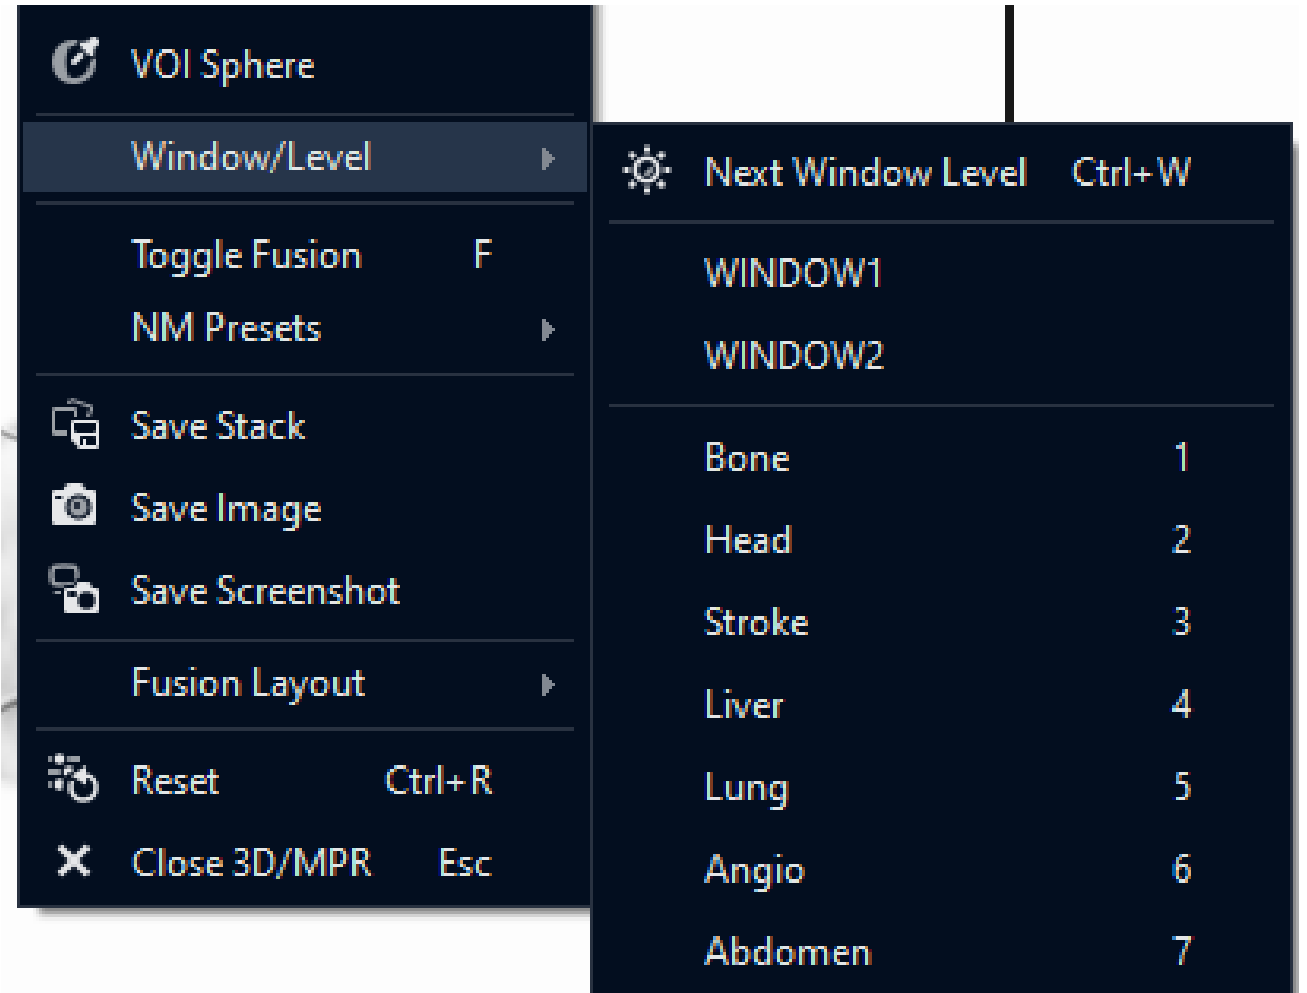 VOI Sphere
Window/Level
Toggle Fusion F
NM Presets
Save Stack
Save Image
Save Screenshot
Fusion Layout
Reset Ctrl+R
Close 3D/MPR Esc
Next Window Level Ctrl+W
WINDOW1
WINDOW2
Bone 1
Head 2
Stroke 3
Liver 4
Lung 5
Angio 6
Abdomen 7